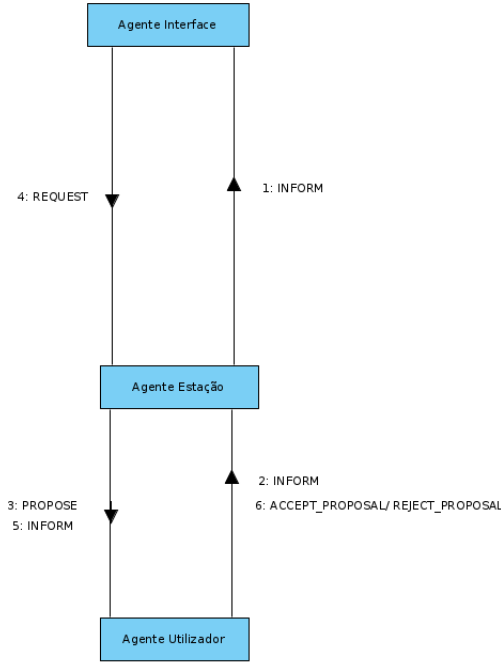 Agente Interface
4: REQUEST
1: INFORM
Agente Estação
2: INFORM
3: PROPOSE
6: ACCEPT_PROPOSAL/ REJECT_PROPOSAL
5: INFORM
Agente Utilizador